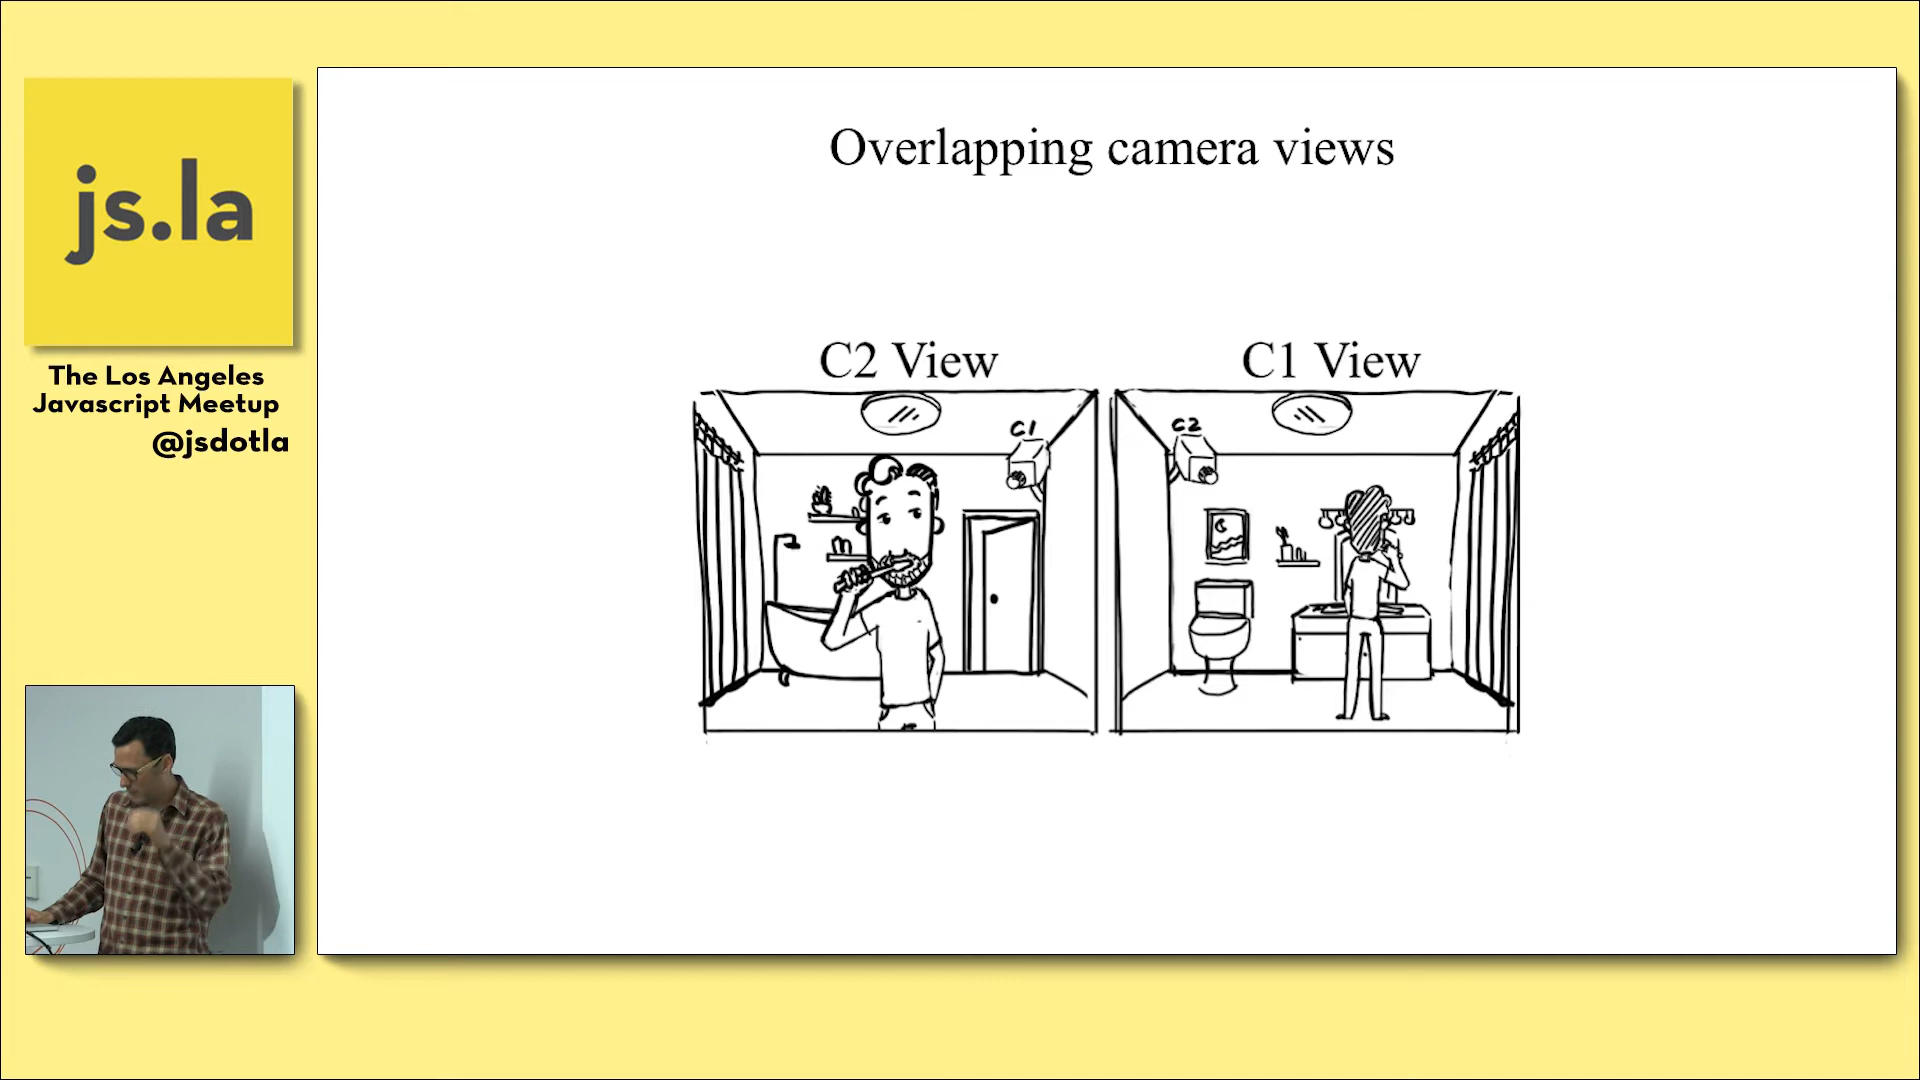 js.la
The Los Angeles
Javascript Meetup
@jsdotla
Overlapping camera views
C2 View
C1 View
C1
C2